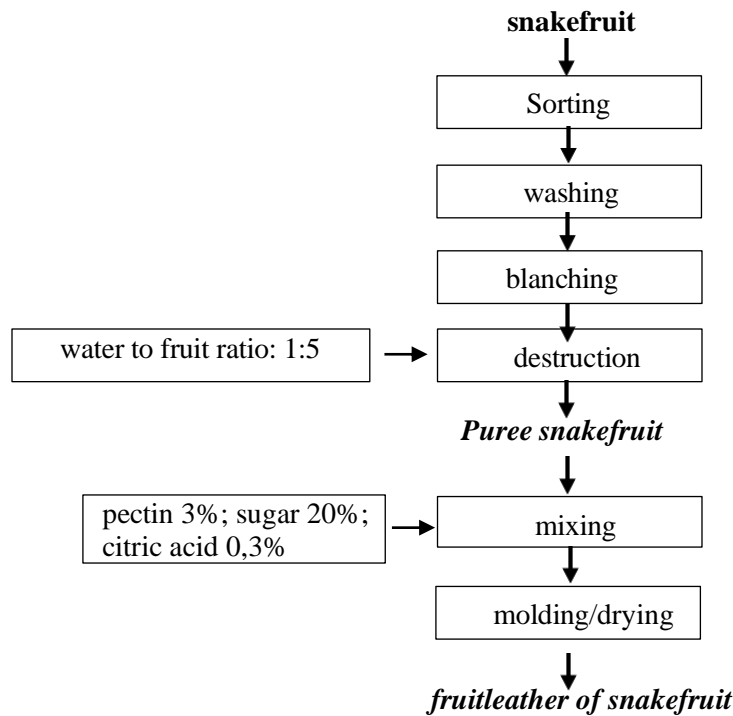 snakefruit
Sorting
washing
blanching
water to fruit ratio: 1:5
destruction
Puree snakefruit
pectin 3%; sugar 20%;
citric acid 0,3%
mixing
molding/drying
fruitleather of snakefruit